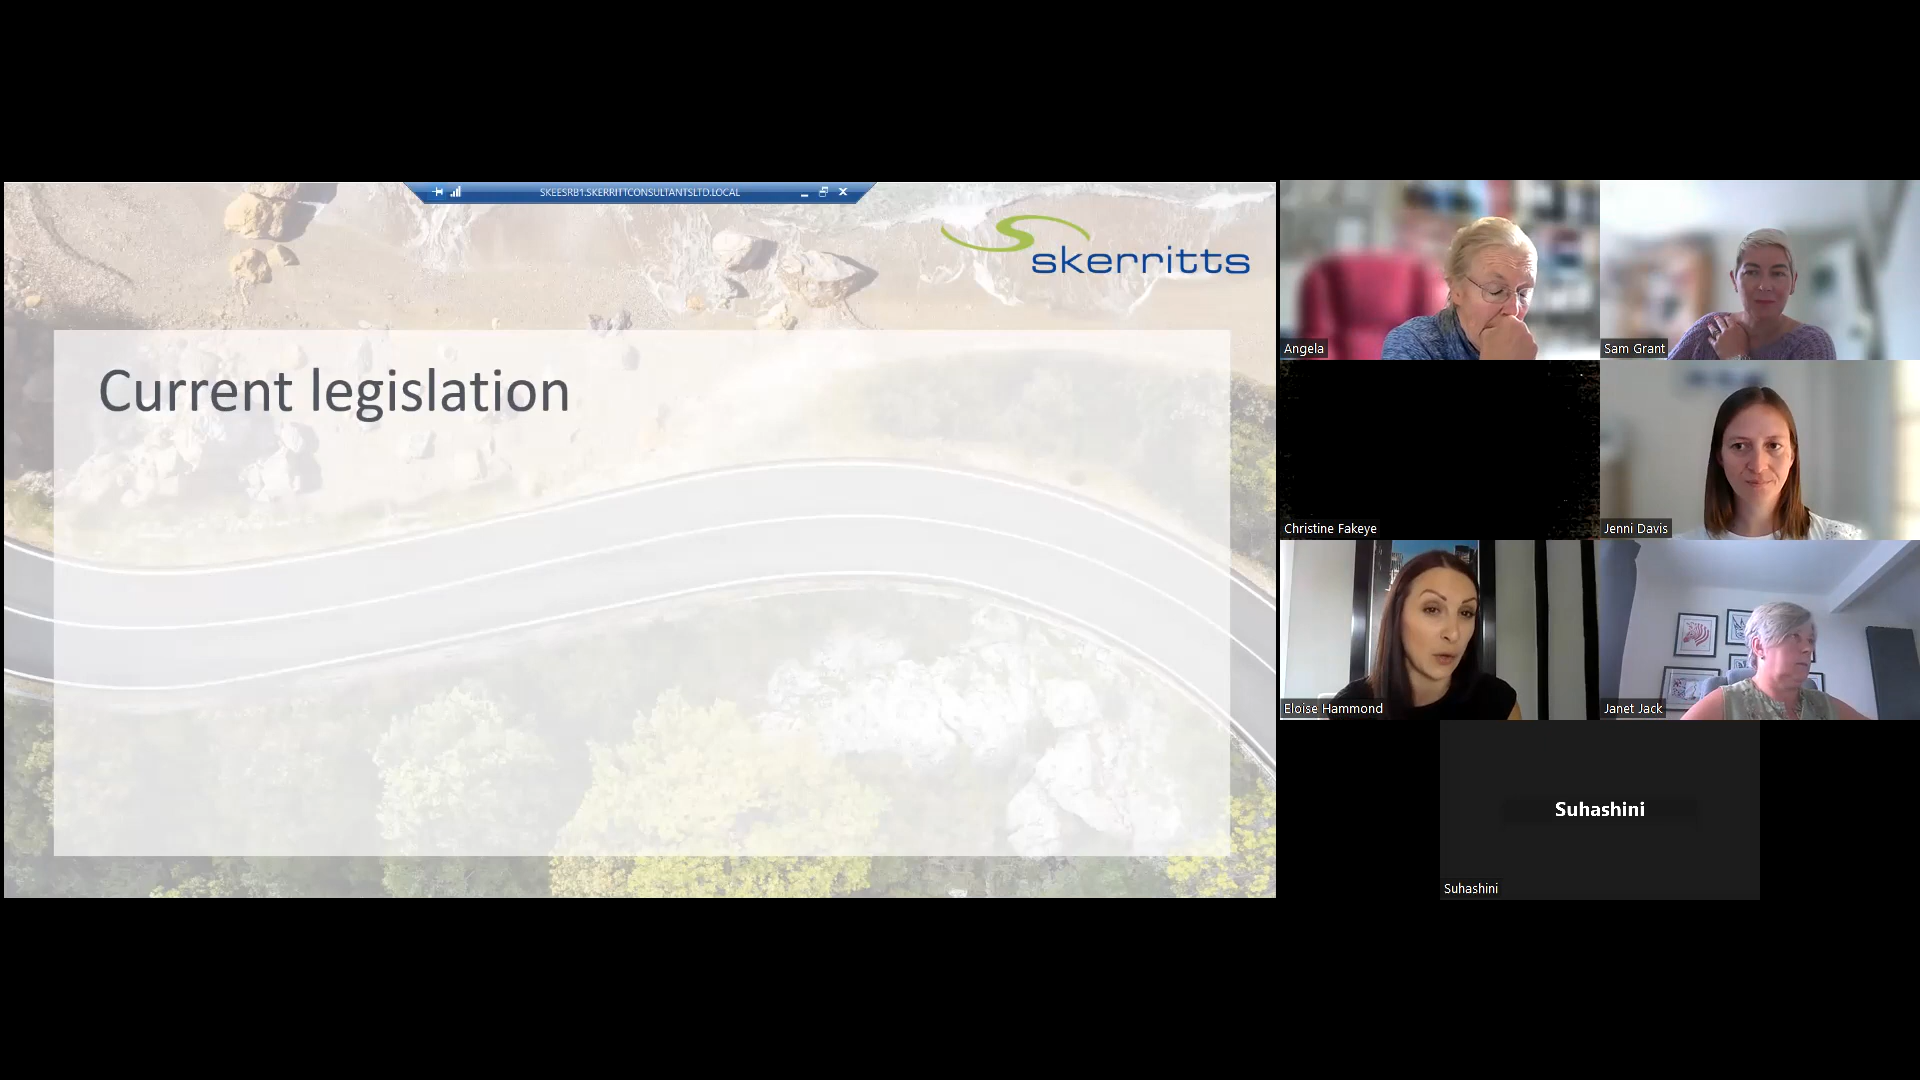 SKEESRB1.SKERRITTCONSULTANTSLTD.LOCAL
skerritts
Current legislation
Angela
Sam Grant
Christine Fakeye
Jenni Davis
Eloise Hammond
Janet Jack
Suhashini
Suhashini